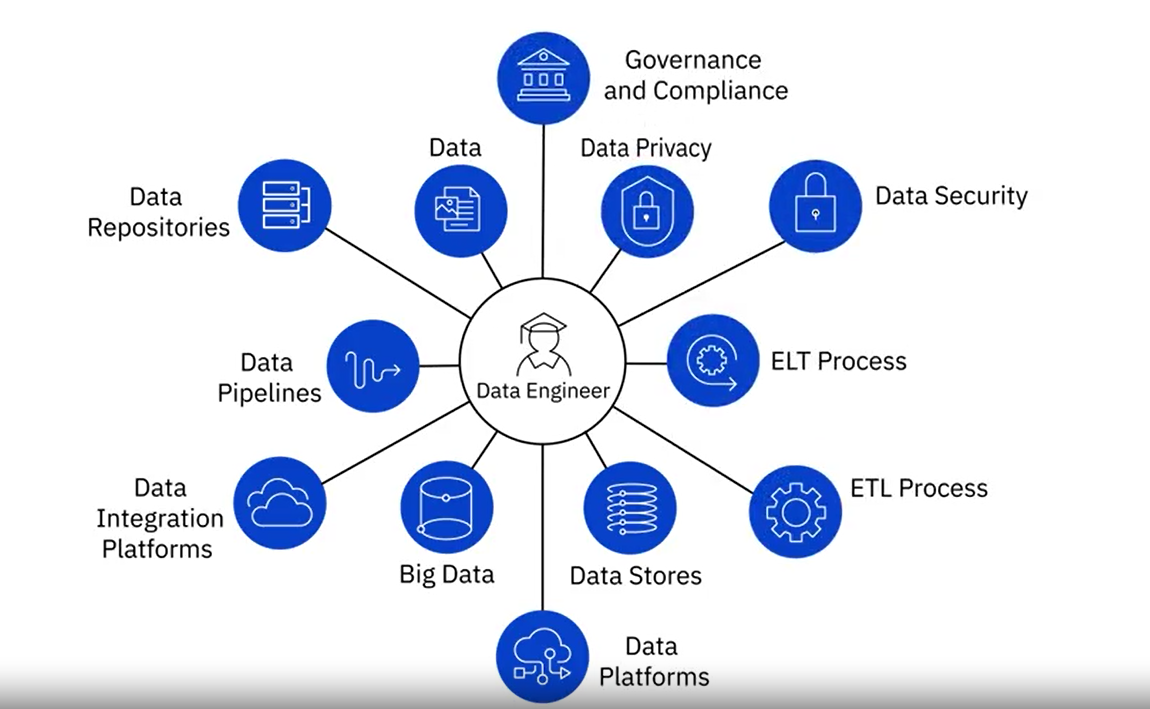 Governance
and Compliance
Data
Data Privacy
Data
Repositories
Data Security
Data
Pipelines
Data Engineer
ELT Process
Data
Integration
Platforms
ETL Process
Big Data
Data Stores
Data
Platforms